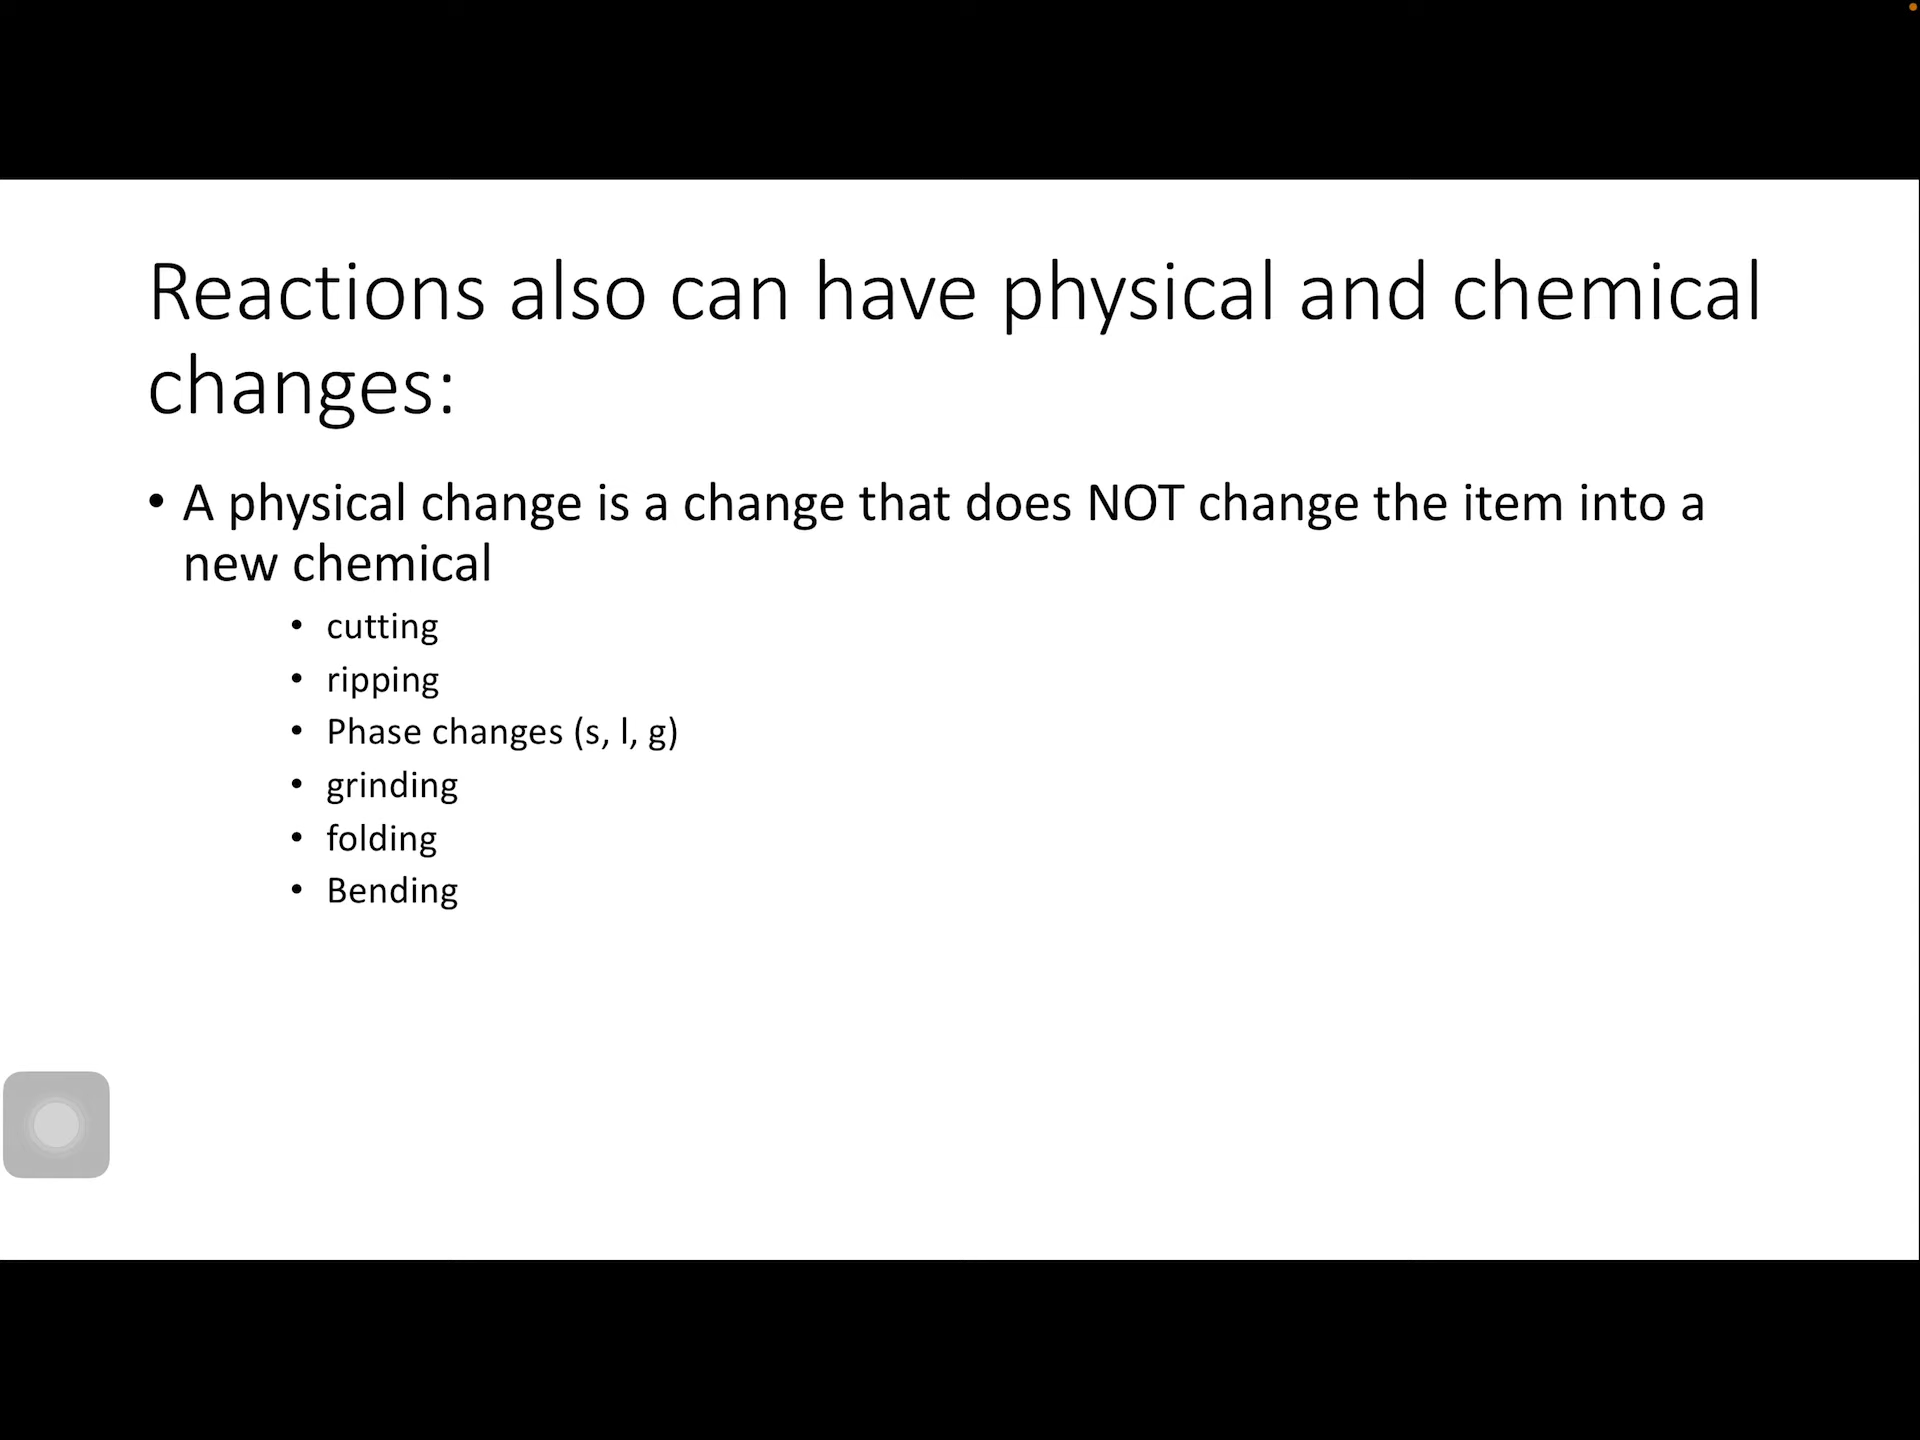 Reactions also can have physical and chemical
changes:
• A physical change is a change that does NOT change the item into a
new chemical
• cutting
• ripping
• Phase changes (s, l, g)
• grinding
• folding
• Bending